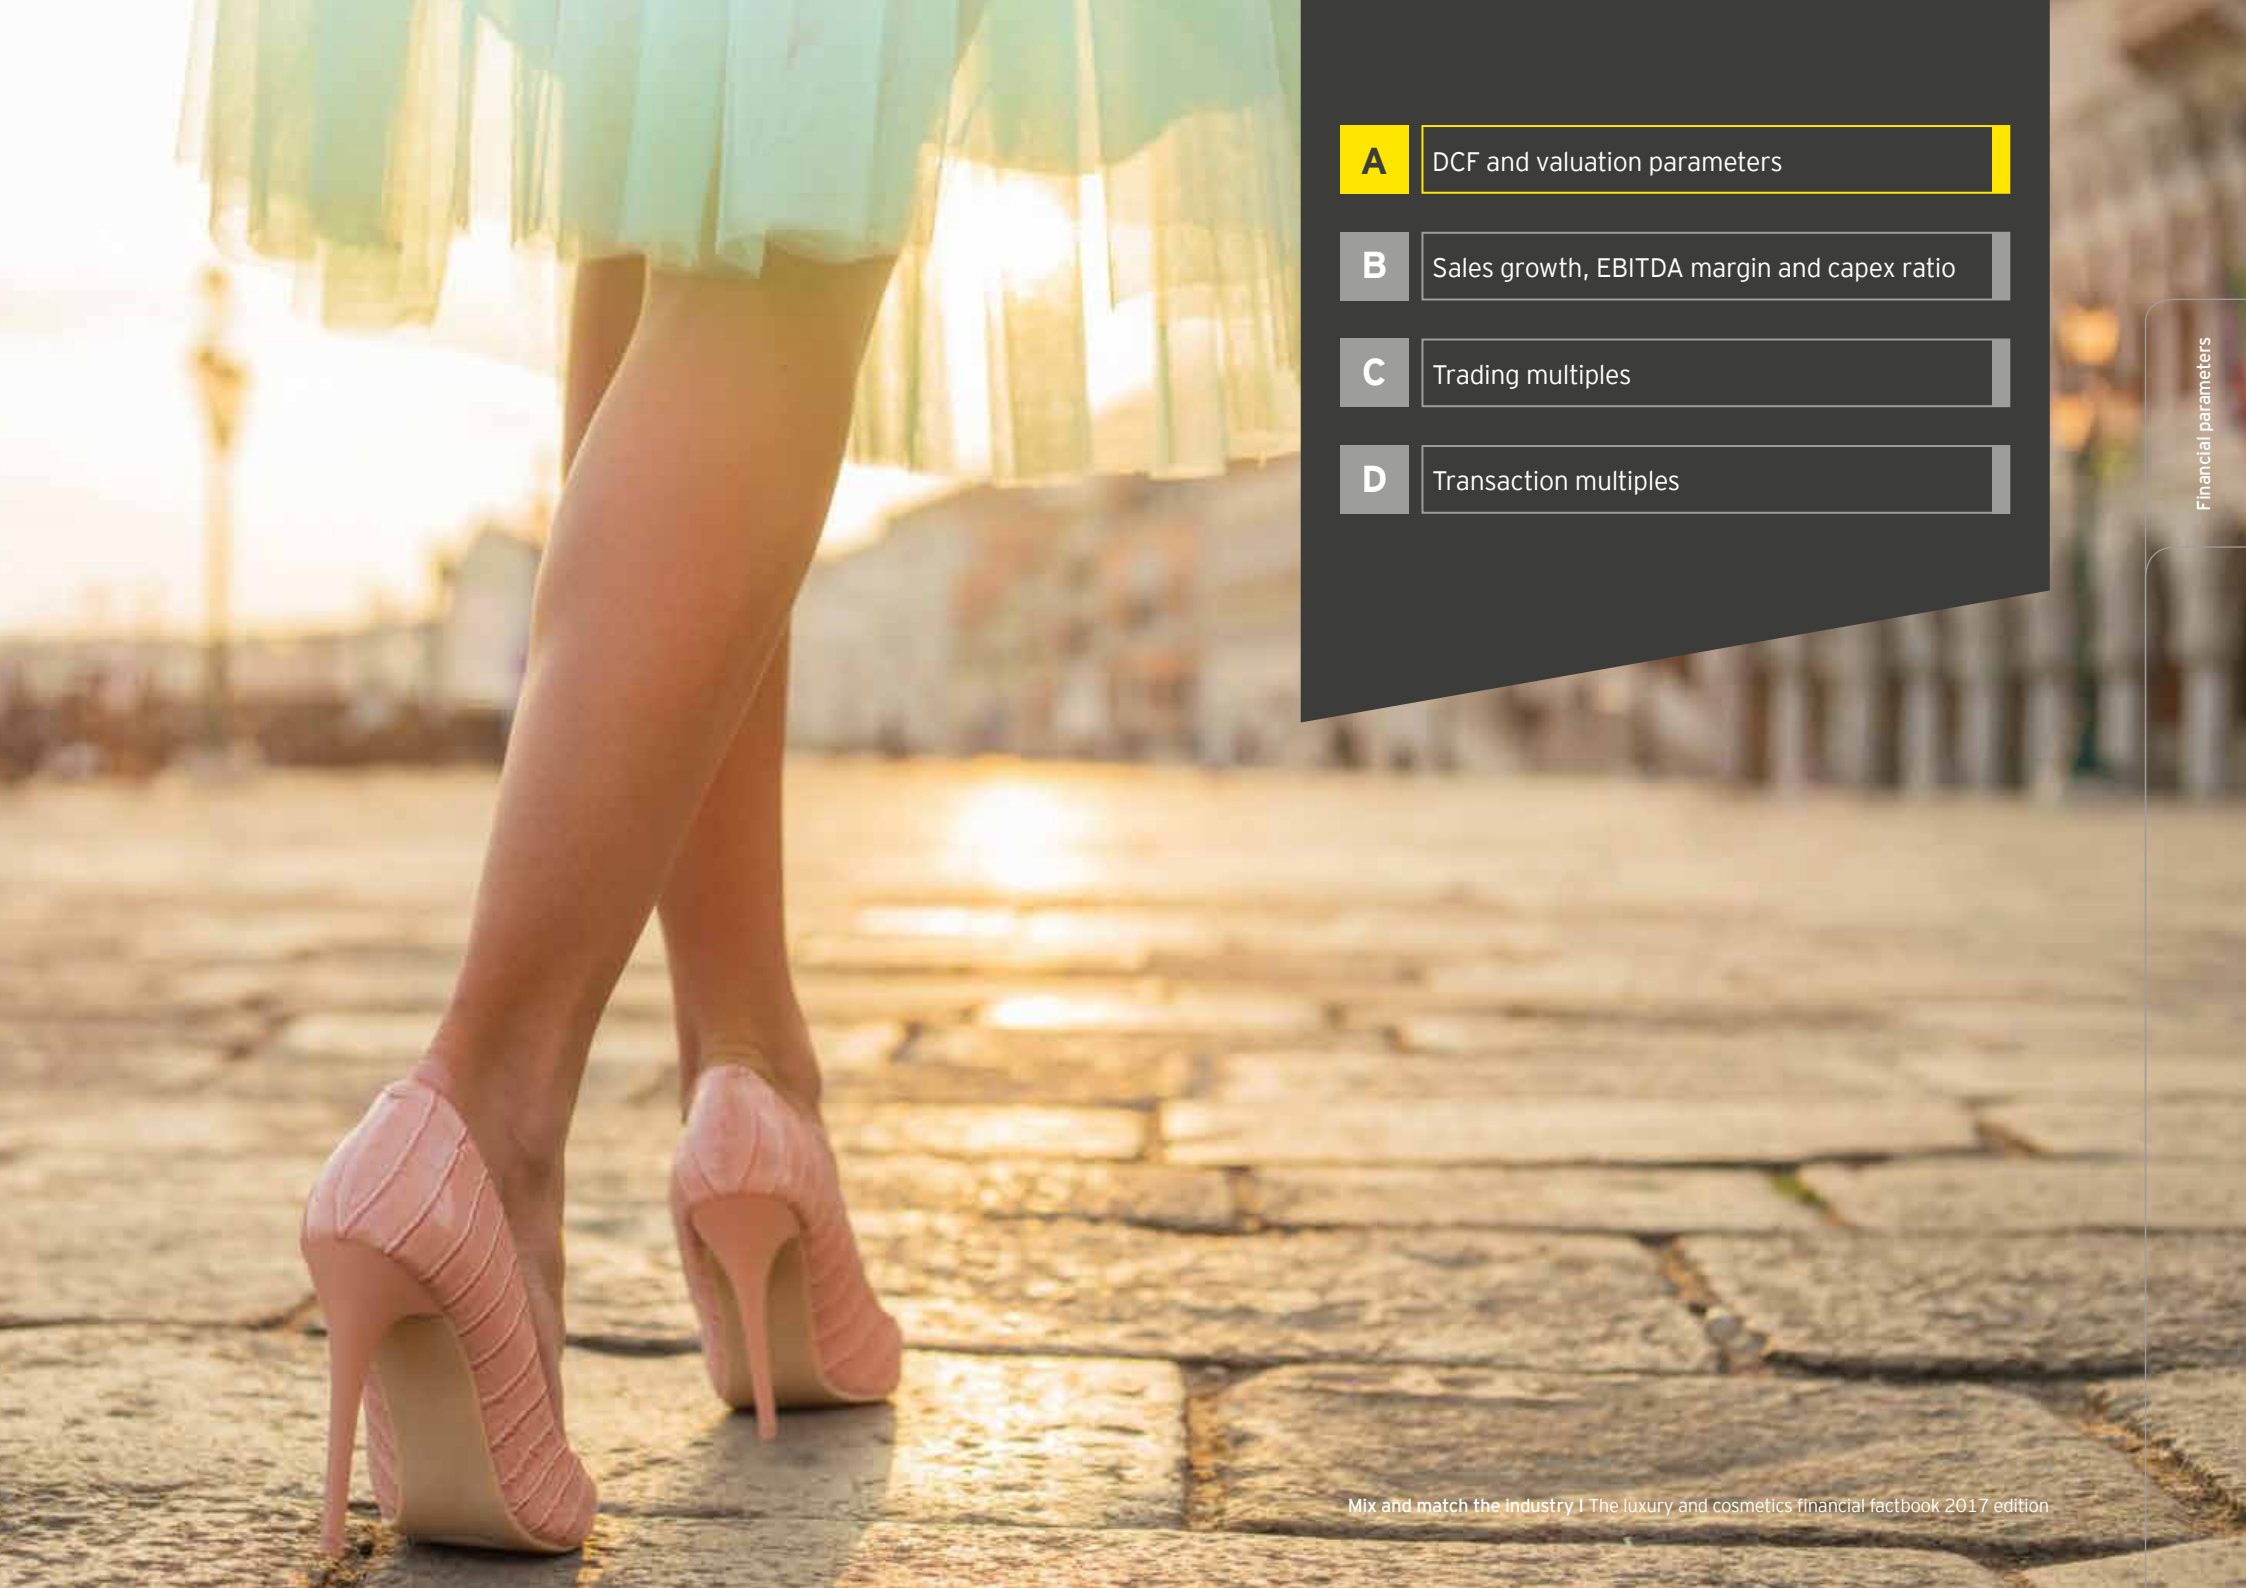 A DCF and valuation parameters
B Sales growth, EBITDA margin and capex ratio
C Trading multiples
D Transaction multiples
Financial parameters
Mix and match the industry I The luxury and cosmetics financial factbook 2017 edition